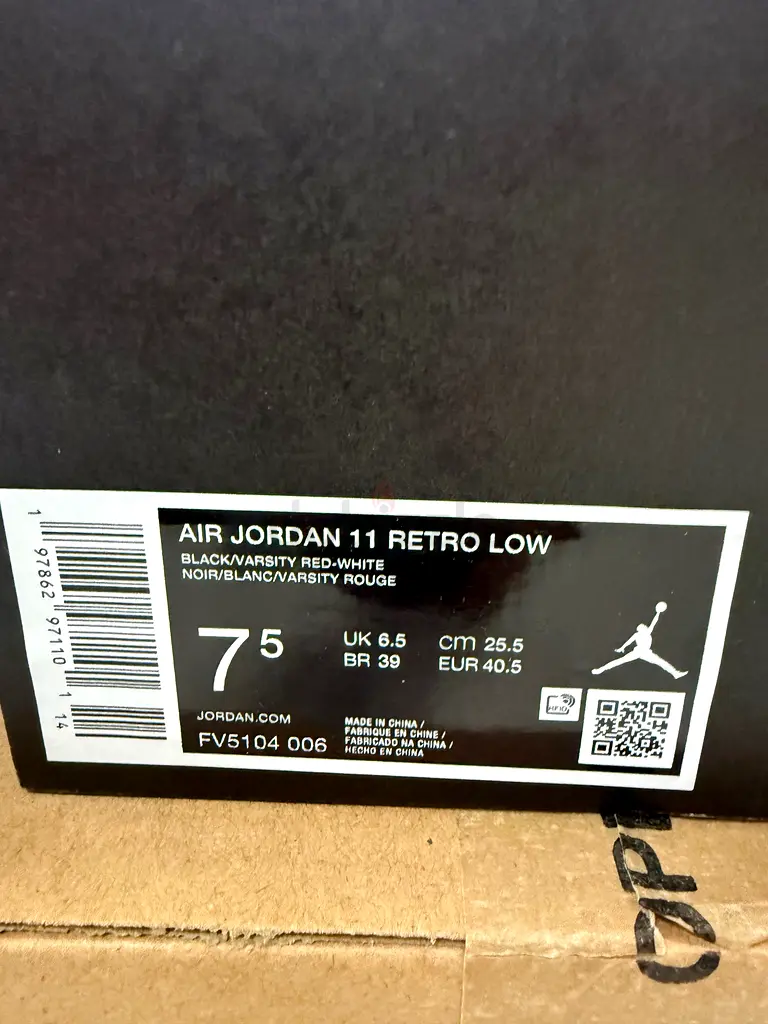 AIR JORDAN 11 RETRO LOW
BLACK/VARSITY RED-WHITE
NOIR/BLANC/VARSITY ROUGE
7 5
UK 6.5 cm 25.5
BR 39 EUR 40.5
JORDAN.COM
FV5104 006
MADE IN CHINA /
FABRIQUE EN CHINE /
FABRICADO NA CHINA /
HECHO EN CHINA
RFID
1 97862 97110 1 14